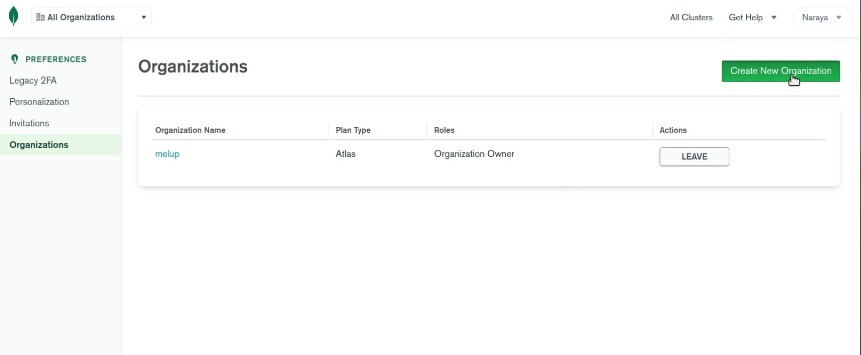 All Organizations
All Clusters
Get Help
Naraya
PREFERENCES
Legacy 2FA
Personalization
Invitations
Organizations
Organizations
Create New Organization
Organization Name Plan Type Roles Actions
melup Atlas Organization Owner LEAVE